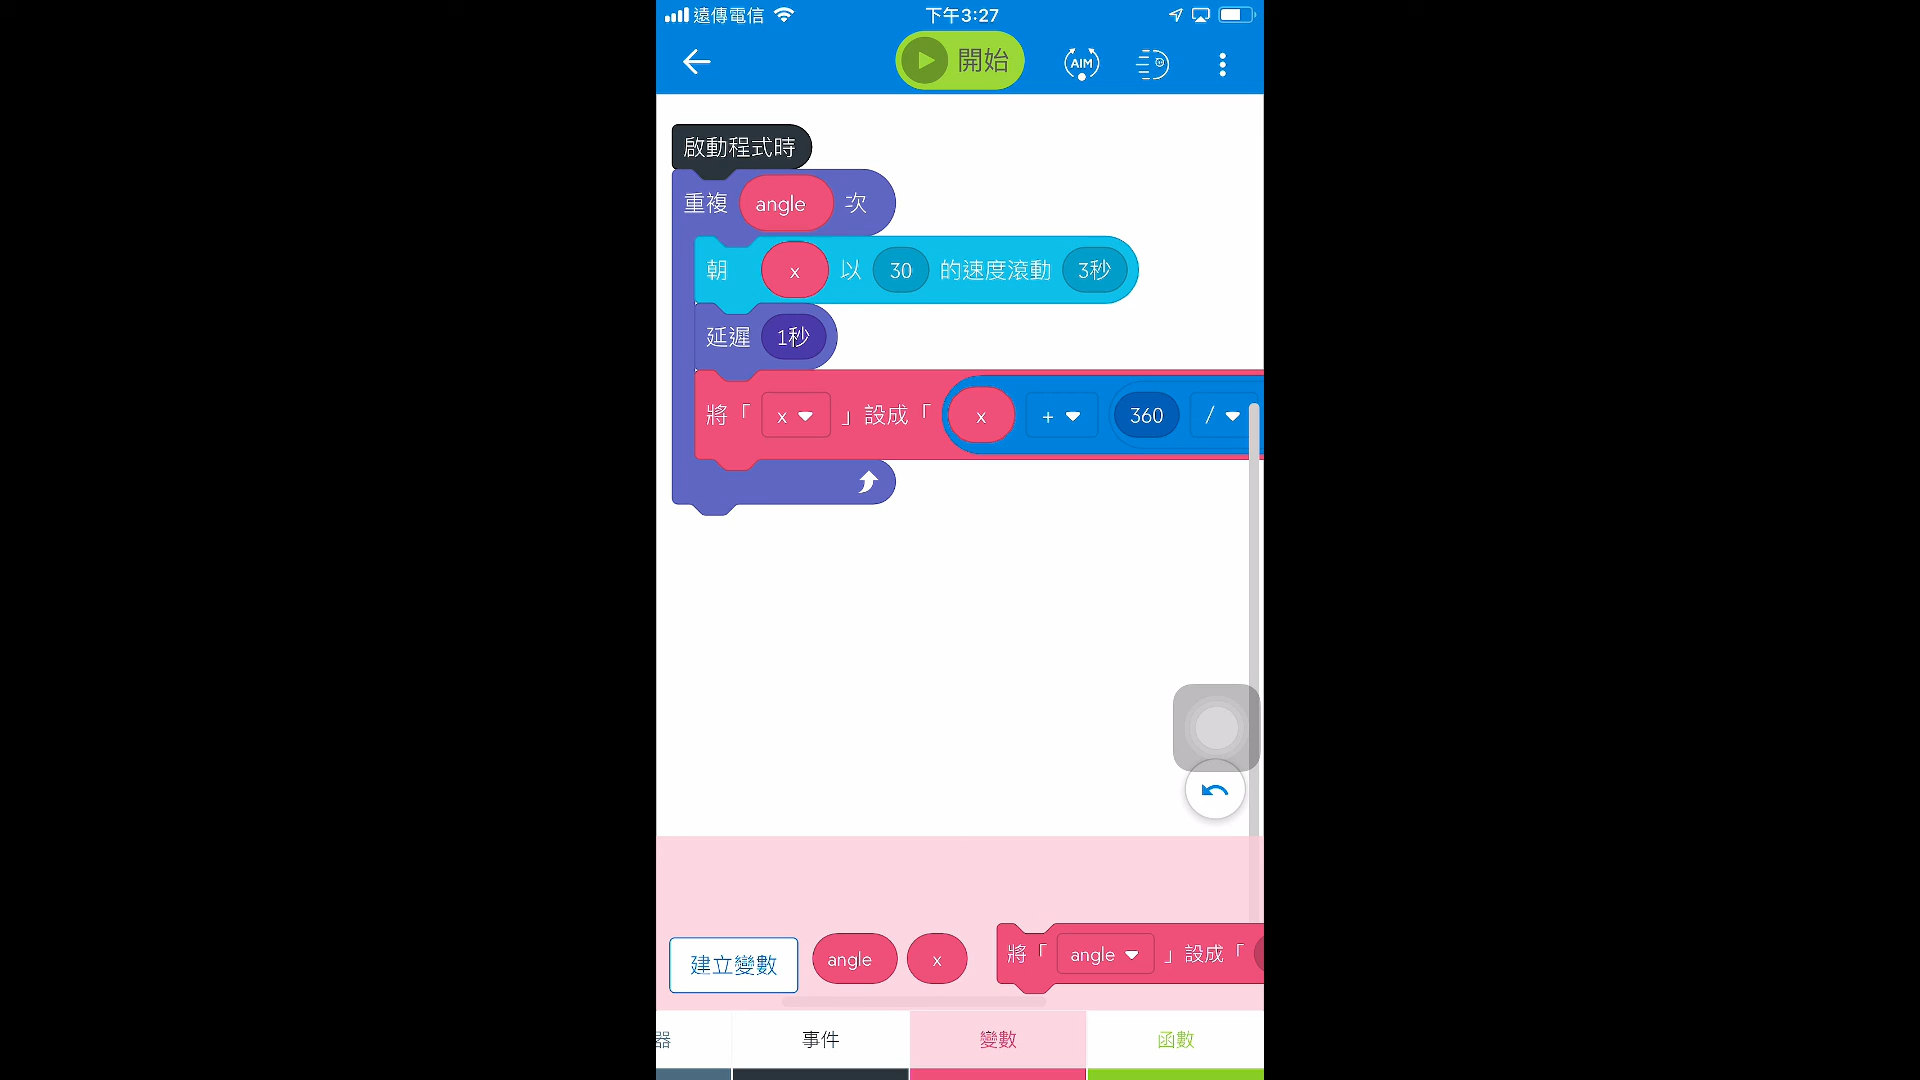 遠傳電信 下午3:27
開始 AIM
啟動程式時
重複 angle 次
朝 x 以 30 的速度滾動 3秒
延遲 1秒
將「 x 」設成「 x + 360 /
建立變數 angle x 將「 angle 」設成「
器 事件 變數 函數